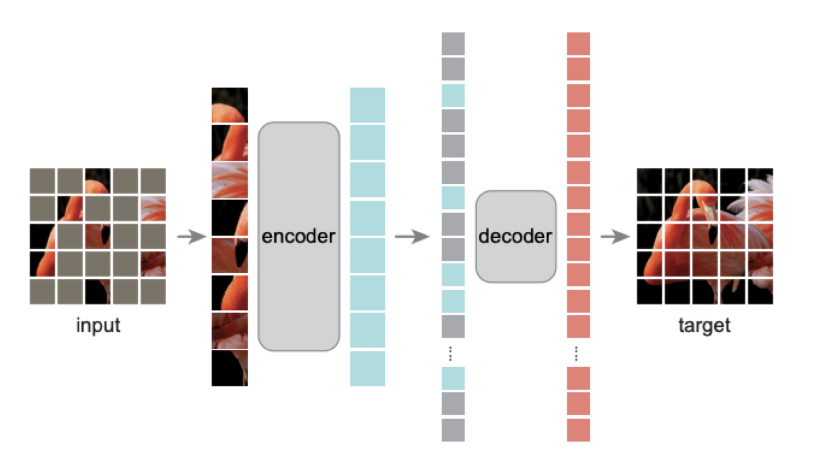 input
encoder
decoder
target